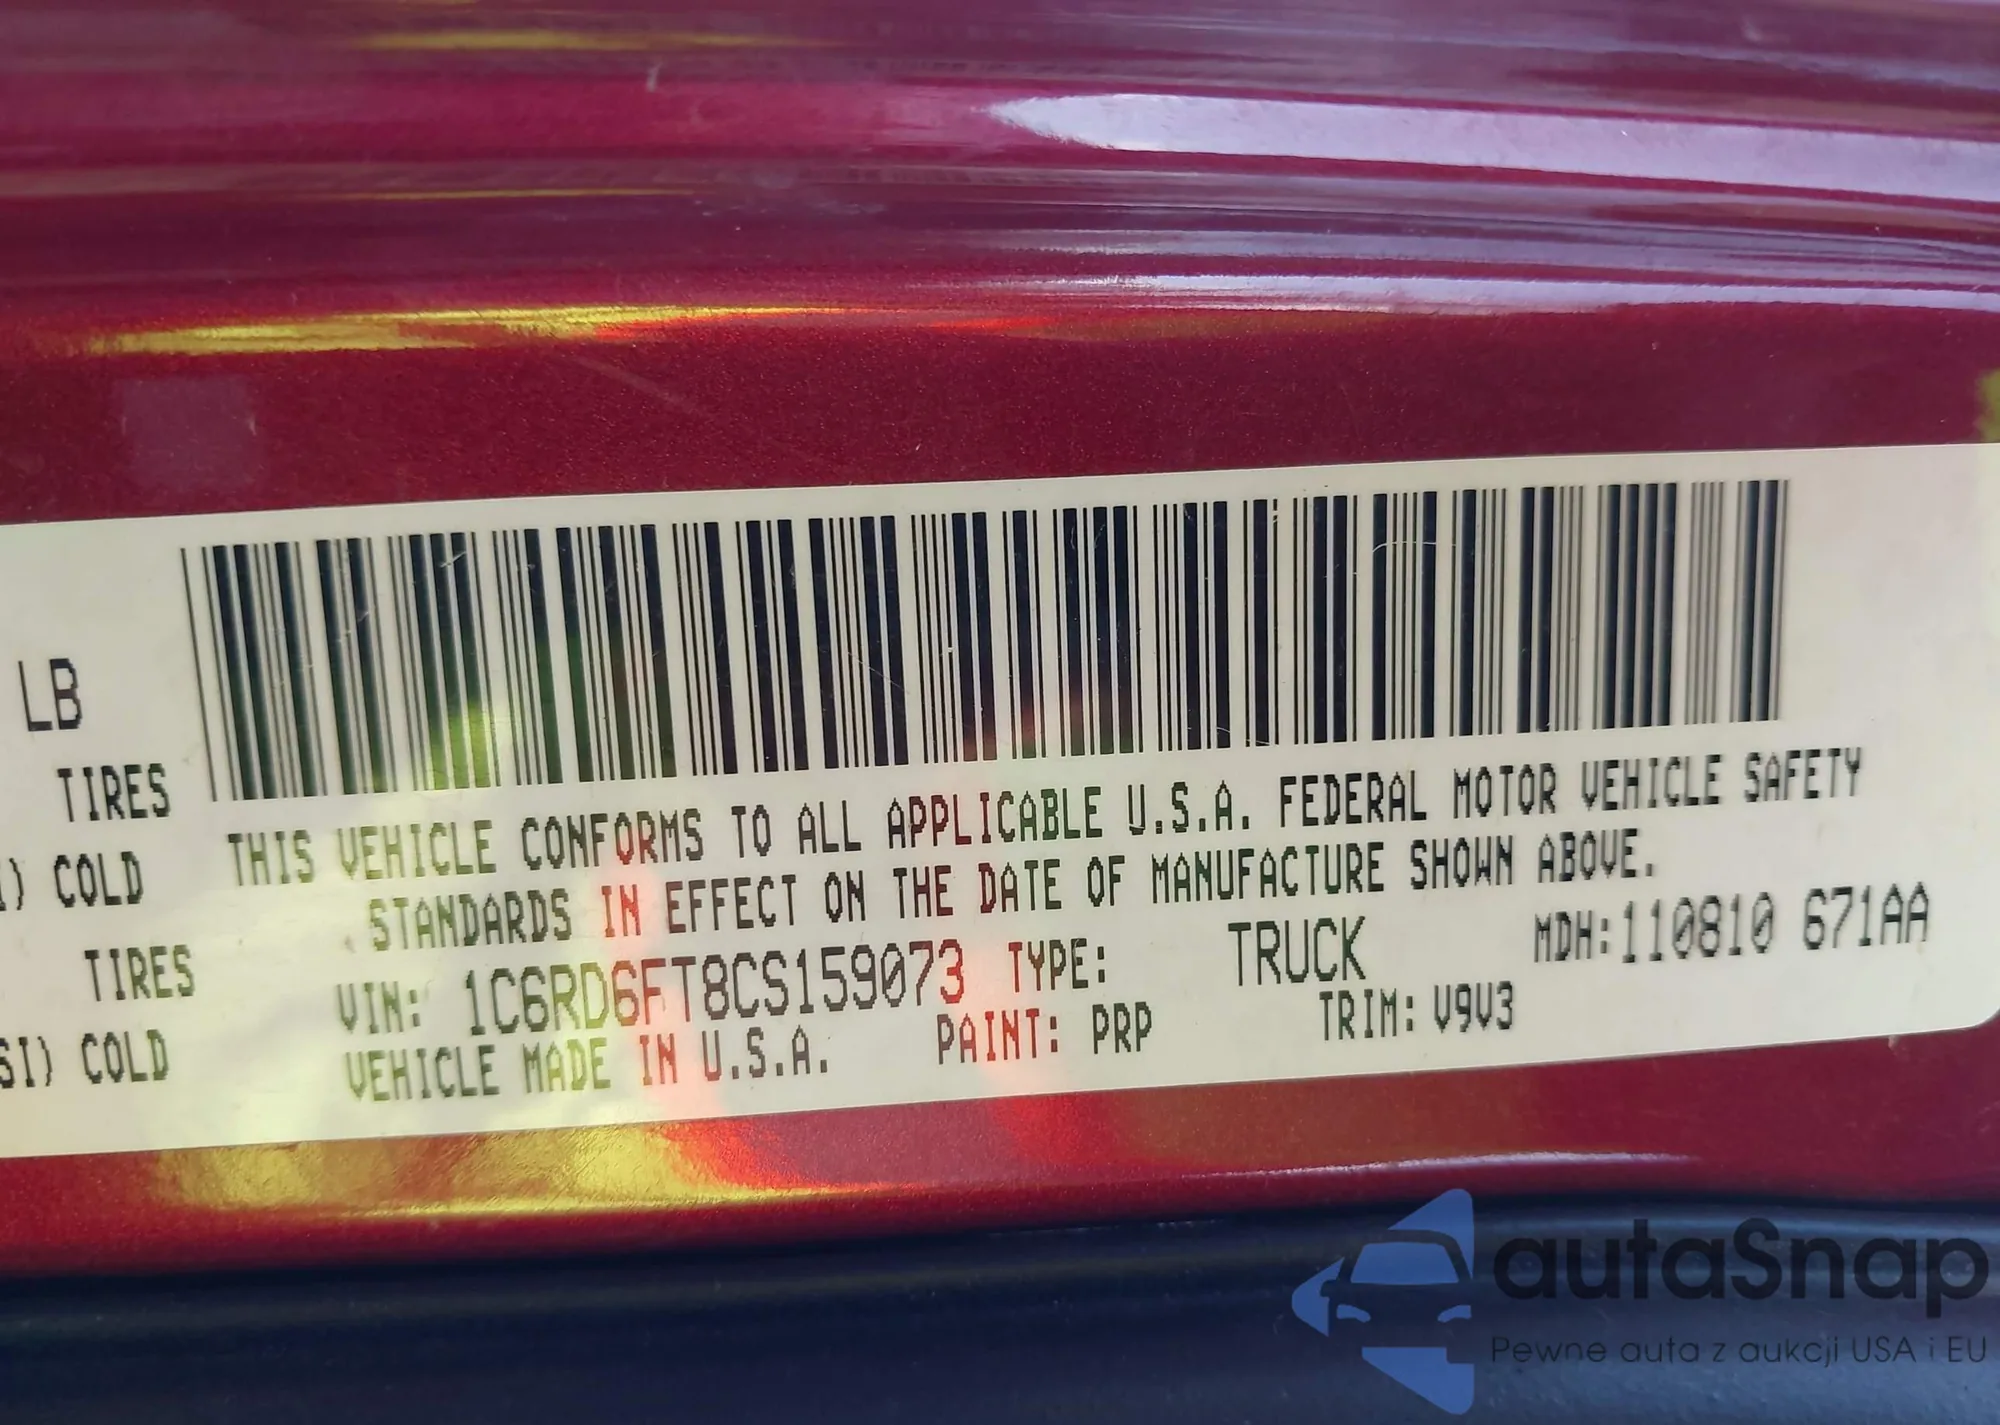 LB
TIRES
) COLD
TIRES
SI) COLD
THIS VEHICLE CONFORMS TO ALL APPLICABLE U.S.A. FEDERAL MOTOR VEHICLE SAFETY
STANDARDS IN EFFECT ON THE DATE OF MANUFACTURE SHOWN ABOVE.
VIN: 1C6RD6FT8CS159073 TYPE: TRUCK MDH:110810 671AA
VEHICLE MADE IN U.S.A. PAINT: PRP TRIM: V9V3
autaSnap
Pewne auta z aukcji USA i EU